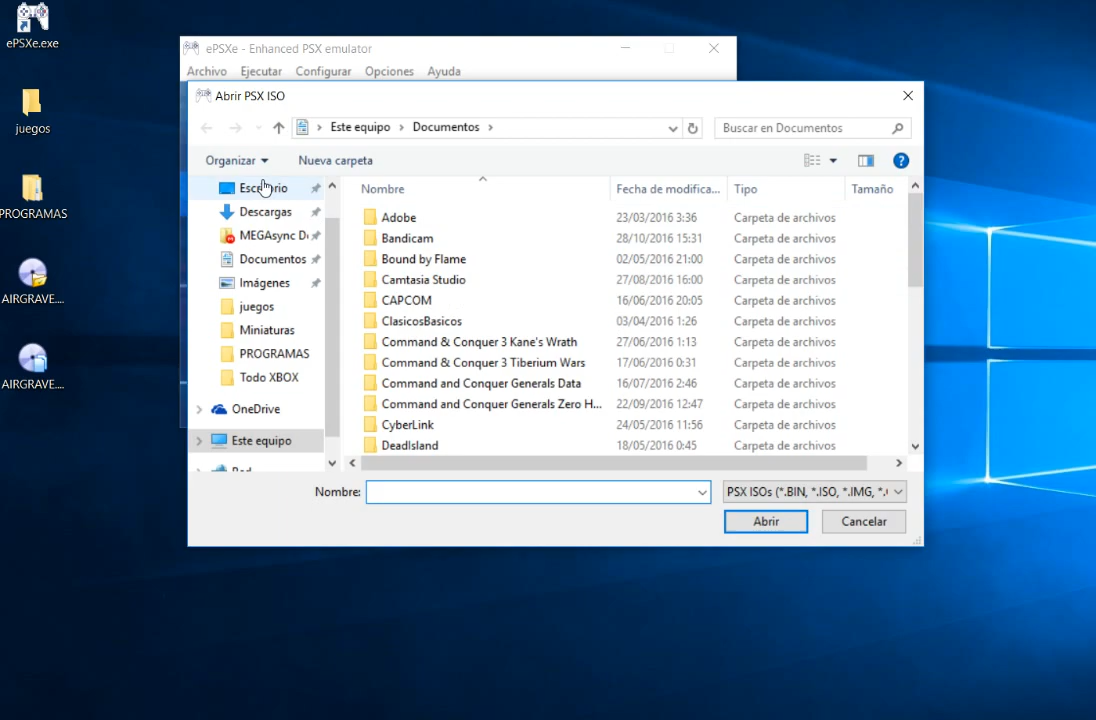 ePSXe.exe
juegos
PROGRAMAS
AIRGRAVE....
AIRGRAVE....
ePSXe - Enhanced PSX emulator
Archivo Ejecutar Configurar Opciones Ayuda
Abrir PSX ISO
Este equipo > Documentos >
Buscar en Documentos
Organizar Nueva carpeta
Descargas
MEGAsync D
Documentos
Imágenes
juegos
Miniaturas
PROGRAMAS
Todo XBOX
OneDrive
Este equipo
Nombre Fecha de modifica... Tipo Tamaño
Adobe 23/03/2016 3:36 Carpeta de archivos
Bandicam 28/10/2016 15:31 Carpeta de archivos
Bound by Flame 02/05/2016 21:00 Carpeta de archivos
Camtasia Studio 27/08/2016 16:00 Carpeta de archivos
CAPCOM 16/06/2016 20:05 Carpeta de archivos
ClasicosBasicos 03/04/2016 1:26 Carpeta de archivos
Command & Conquer 3 Kane's Wrath 27/06/2016 1:13 Carpeta de archivos
Command & Conquer 3 Tiberium Wars 17/06/2016 0:31 Carpeta de archivos
Command and Conquer Generals Data 16/07/2016 2:46 Carpeta de archivos
Command and Conquer Generals Zero H... 22/09/2016 12:47 Carpeta de archivos
CyberLink 24/05/2016 11:56 Carpeta de archivos
DeadIsland 18/05/2016 0:45 Carpeta de archivos
Nombre:
PSX ISOs (*.BIN, *.ISO, *.IMG, *.
Abrir Cancelar